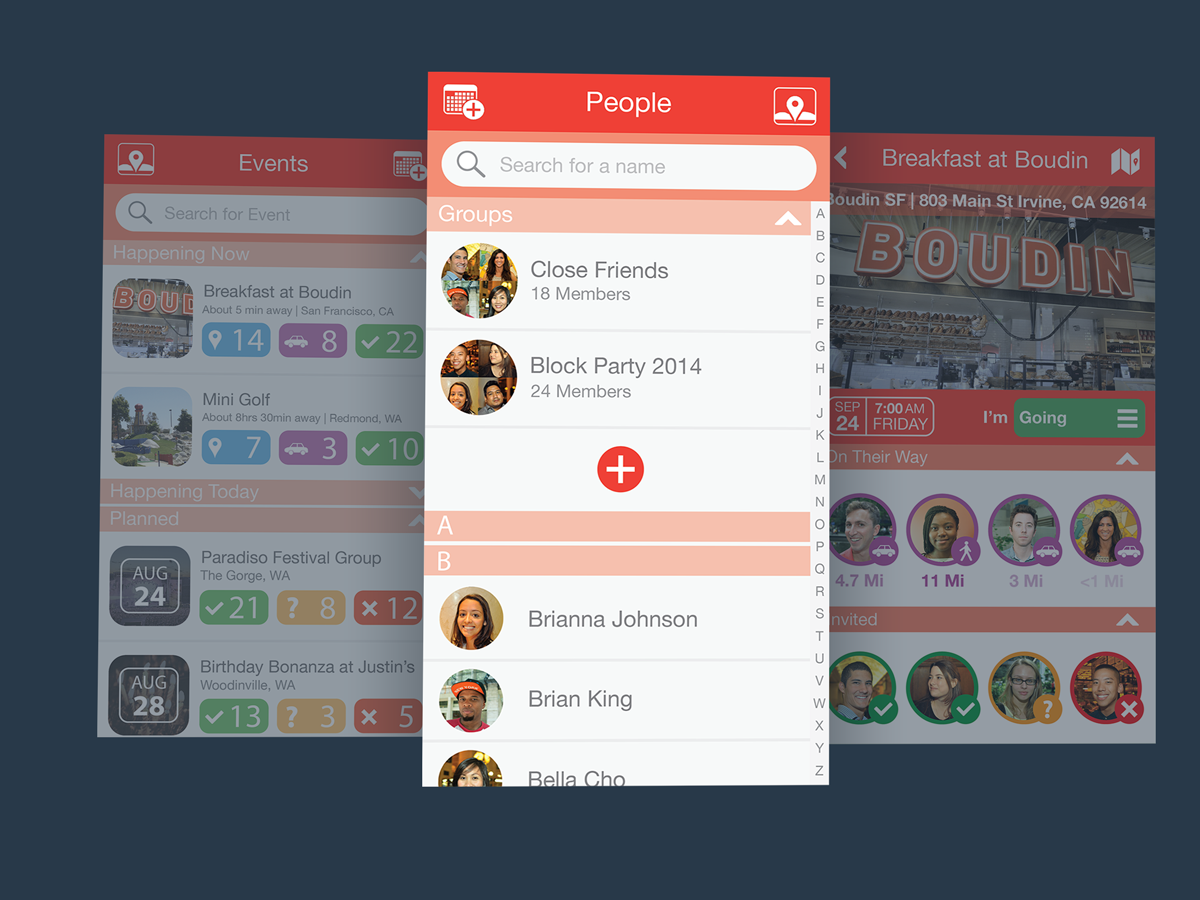 Events
Search for Event
Happening Now
BOUD
Breakfast at Boudin
About 5 min away | San Francisco, CA
14 8 22
Mini Golf
About 8hrs 30min away | Redmond, WA
7 3 10
Happening Today
Planned
AUG
24
Paradiso Festival Group
The Gorge, WA
21 ? 8 12
AUG
28
Birthday Bonanza at Justin's
Woodinville, WA
13 ? 3 5
People
Search for a name
Groups
Close Friends
18 Members
Block Party 2014
24 Members
A
B
Brianna Johnson
Brian King
Bella Cho
A
B
C
D
E
F
G
H
I
J
K
L
M
N
O
P
Q
R
S
T
U
V
W
X
Y
Z
Breakfast at Boudin
Boudin SF | 803 Main St Irvine, CA 92614
BOUDIN
SEP
24
7:00 AM
FRIDAY
I'm Going
On Their Way
4.7 Mi 11 Mi 3 Mi <1 Mi
nvited
?